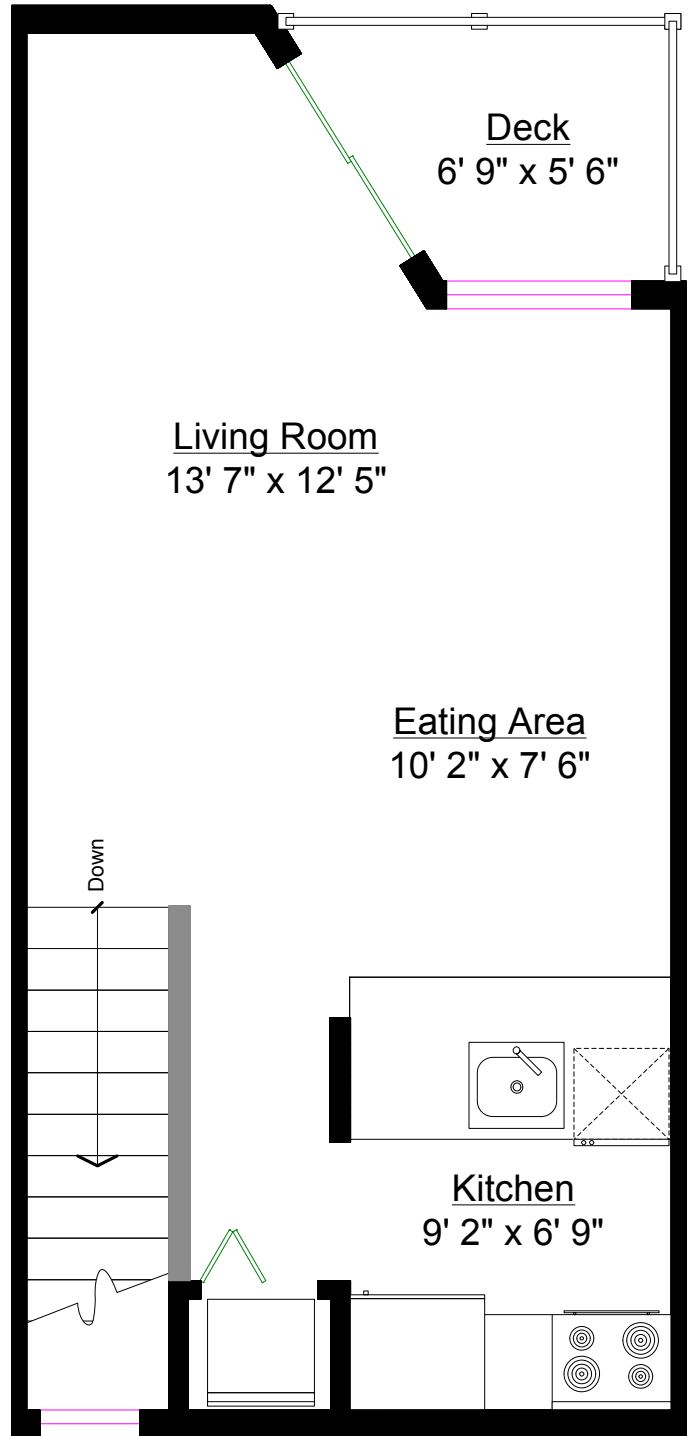 Deck
6' 9" x 5' 6"
Living Room
13' 7" x 12' 5"
Eating Area
10' 2" x 7' 6"
Down
Kitchen
9' 2" x 6' 9"